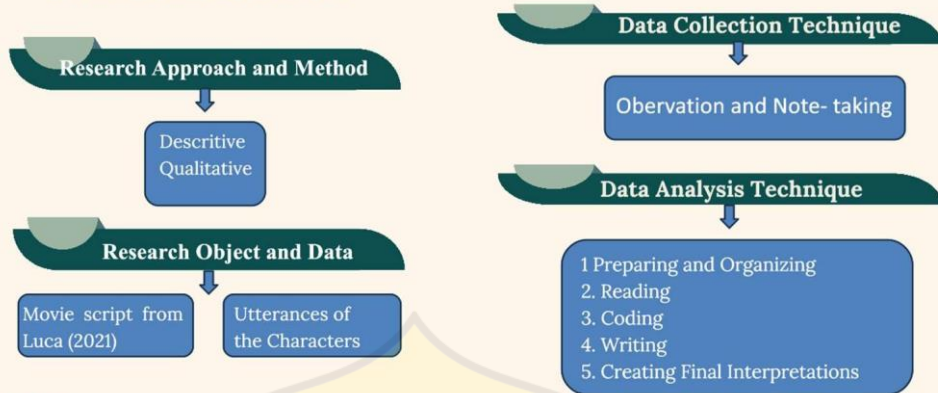 Research Approach and Method
Descritive
Qualitative
Research Object and Data
Movie script from
Luca (2021)
Utterances of
the Characters
Data Collection Technique
Obervation and Note- taking
Data Analysis Technique
1 Preparing and Organizing
2. Reading
3. Coding
4. Writing
5. Creating Final Interpretations